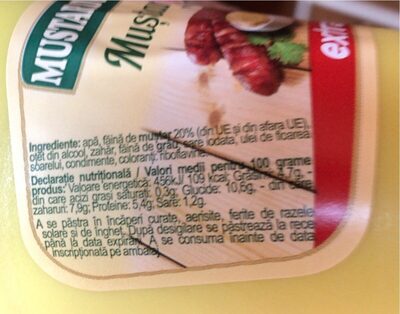 MUSTAR
Muștar
extra
Ingrediente: apă, făină de muștar 20% (din UE și din afara UE),
oțet din alcool, zahăr, făină de grâu, sare iodată, ulei de floarea
soarelui, condimente, coloranți: riboflavine
Declarație nutrițională / Valori medii pentru 100 grame
produs: Valoare energetică: 456kJ/ 109 kcal; Grăsimi: 4,7g, -
din care acizi grași saturați: 0,3g; Glucide: 10,6g, - din care
zaharuri: 7,9g; Proteine: 5,4g; Sare: 1,2g.
A se păstra în încăperi curate, aerisite, ferite de razele
solare și de îngheț. După desigilare se păstrează la rece
până la data expirării. A se consuma înainte de data
inscripționată pe ambalaj